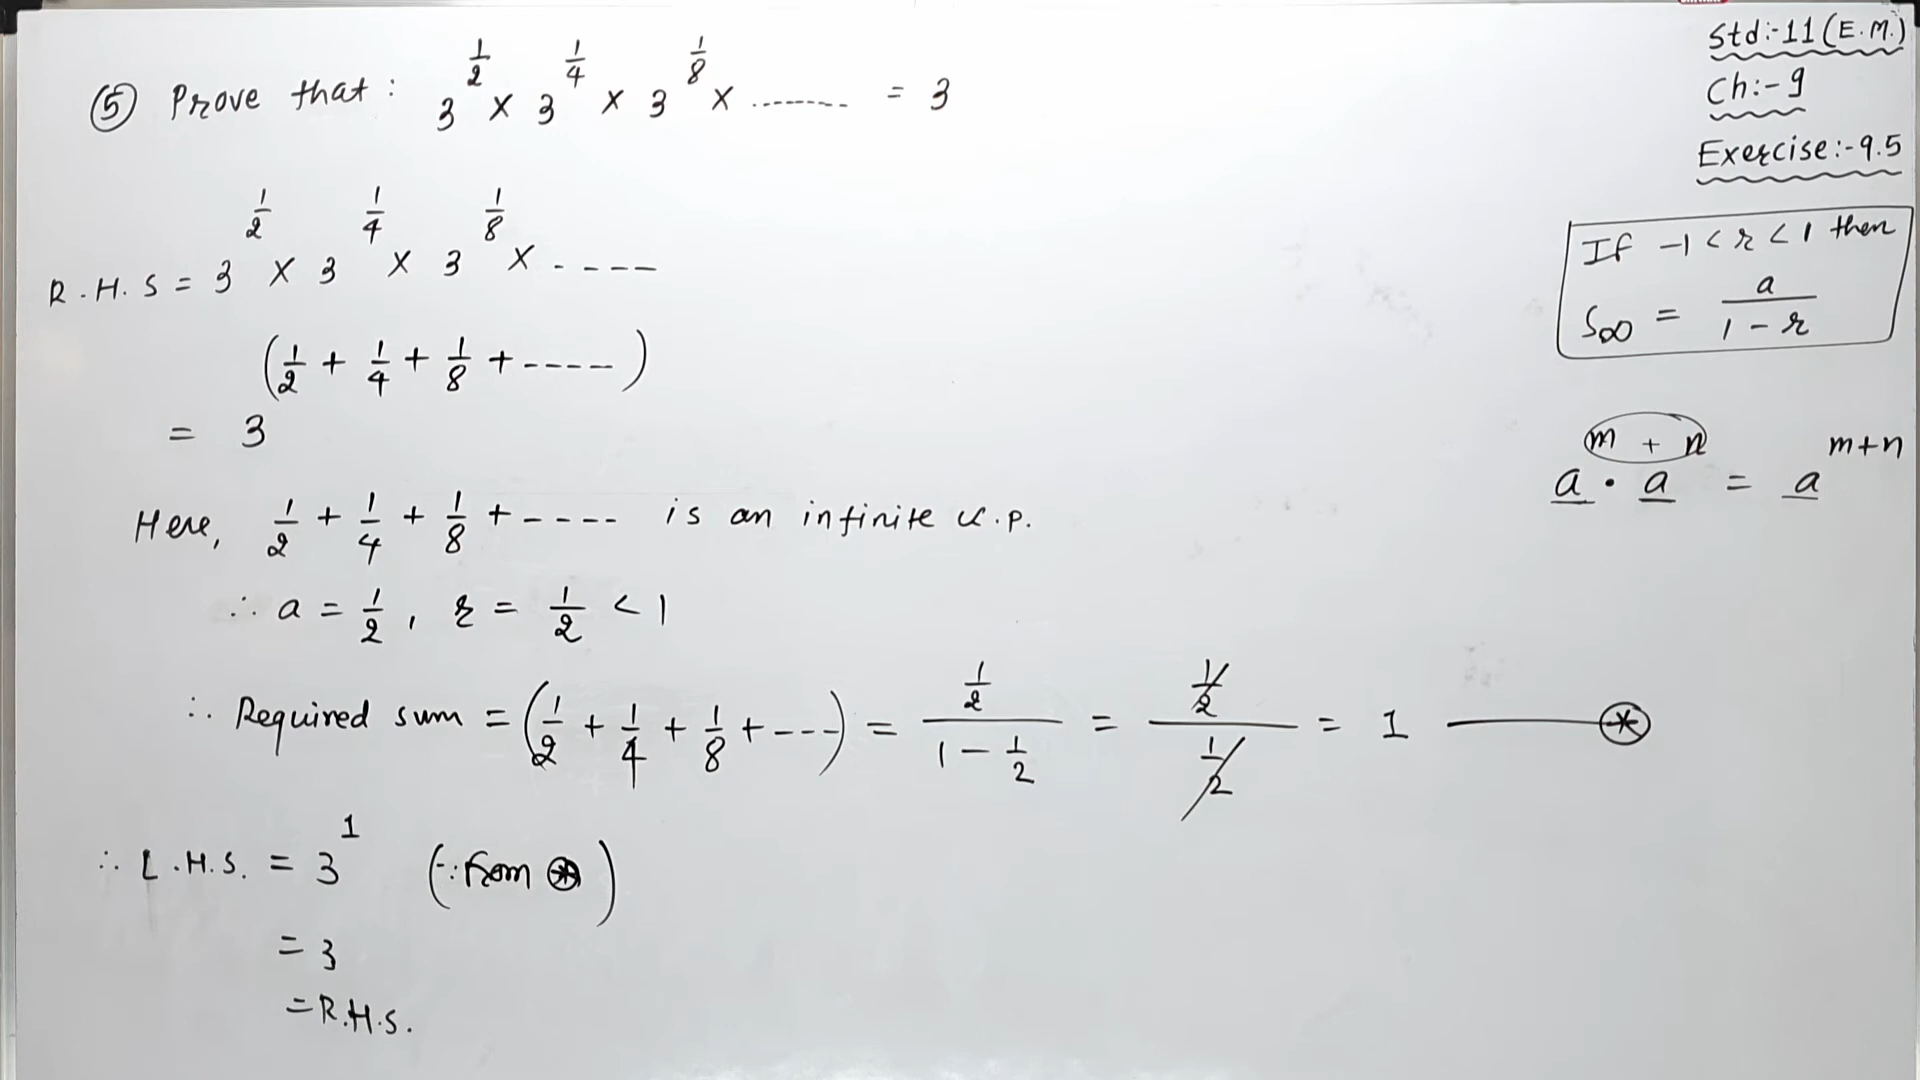 ⑤ Prove that : 3^(1/2) × 3^(1/4) × 3^(1/8) × ........ = 3
R.H.S = 3^(1/2) × 3^(1/4) × 3^(1/8) × - - - -
= 3^(1/2 + 1/4 + 1/8 + - - - - -)
Here, 1/2 + 1/4 + 1/8 + - - - - is an infinite G.P.
∴ a = 1/2, r = 1/2 < 1
∴ Required sum = (1/2 + 1/4 + 1/8 + - - -) = (1/2)/(1 - 1/2) = (1/2)/(1/2) = 1 ——— ⊛
∴ L.H.S. = 3^1 (∵ from ⊛)
= 3
= R.H.S.
Std:-11 (E.M.)
Ch:-9
Exercise:-9.5
If -1 < r < 1 then
S∞ = a/(1 - r)
a^m · a^n = a^(m+n)